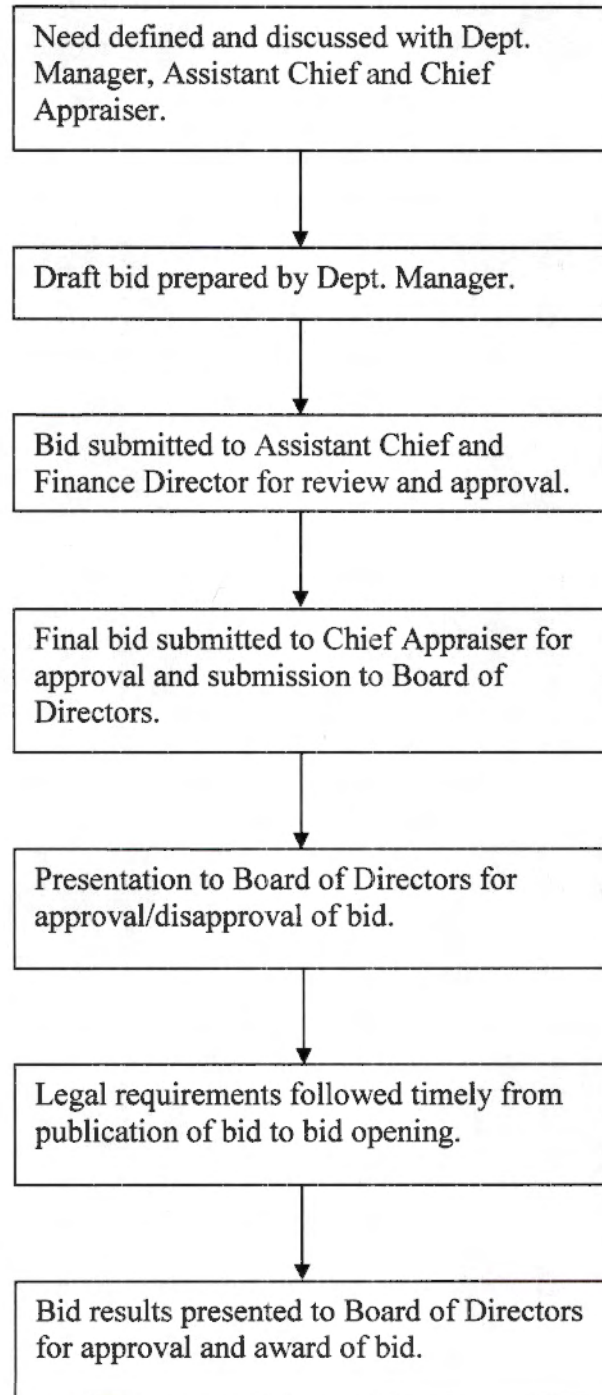 Need defined and discussed with Dept.
Manager, Assistant Chief and Chief
Appraiser.
Draft bid prepared by Dept. Manager.
Bid submitted to Assistant Chief and
Finance Director for review and approval.
Final bid submitted to Chief Appraiser for
approval and submission to Board of
Directors.
Presentation to Board of Directors for
approval/disapproval of bid.
Legal requirements followed timely from
publication of bid to bid opening.
Bid results presented to Board of Directors
for approval and award of bid.